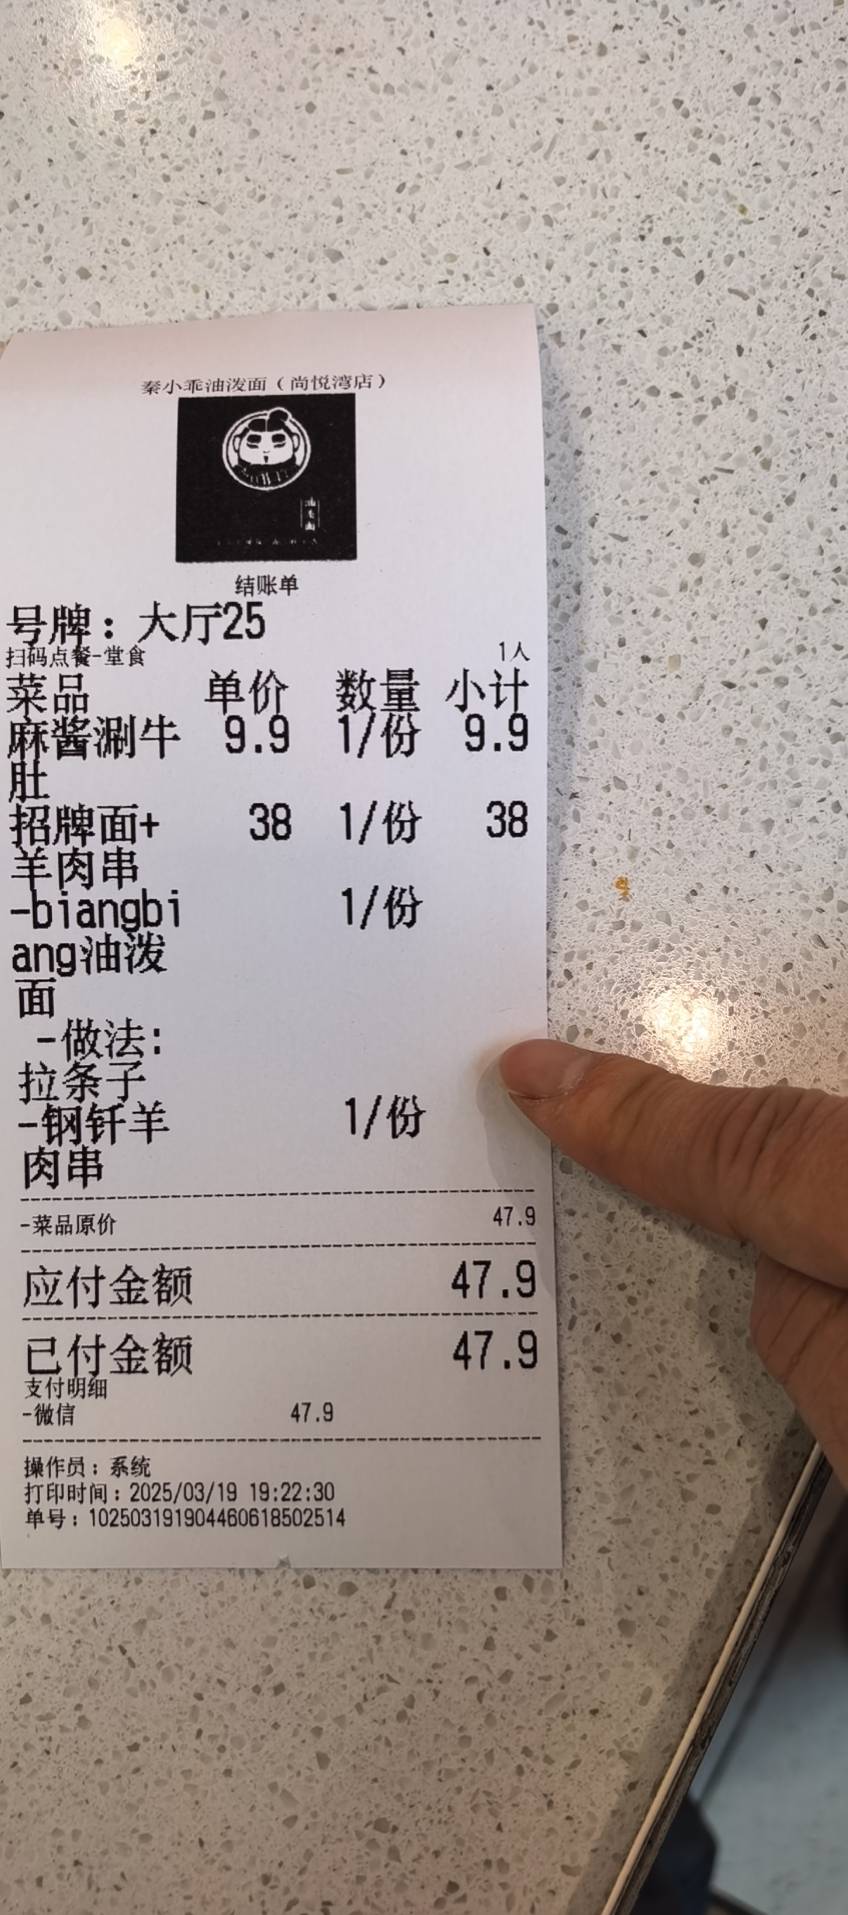 秦小乖油泼面（尚悦湾店）
结账单
号牌：大厅25
扫码点餐-堂食 1人
菜品 单价 数量 小计
麻酱涮牛 9.9 1/份 9.9
肚
招牌面+ 38 1/份 38
羊肉串
-biangbi 1/份
ang油泼
面
-做法:
拉条子
-钢钎羊 1/份
肉串
-菜品原价 47.9
应付金额 47.9
已付金额 47.9
支付明细
-微信 47.9
操作员：系统
打印时间：2025/03/19 19:22:30
单号：102503191904460618502514